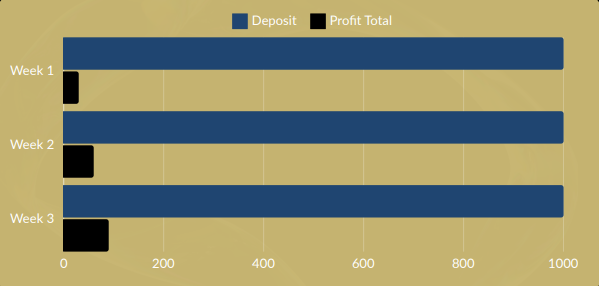 Deposit Profit Total
Week 1
Week 2
Week 3
0 200 400 600 800 1000